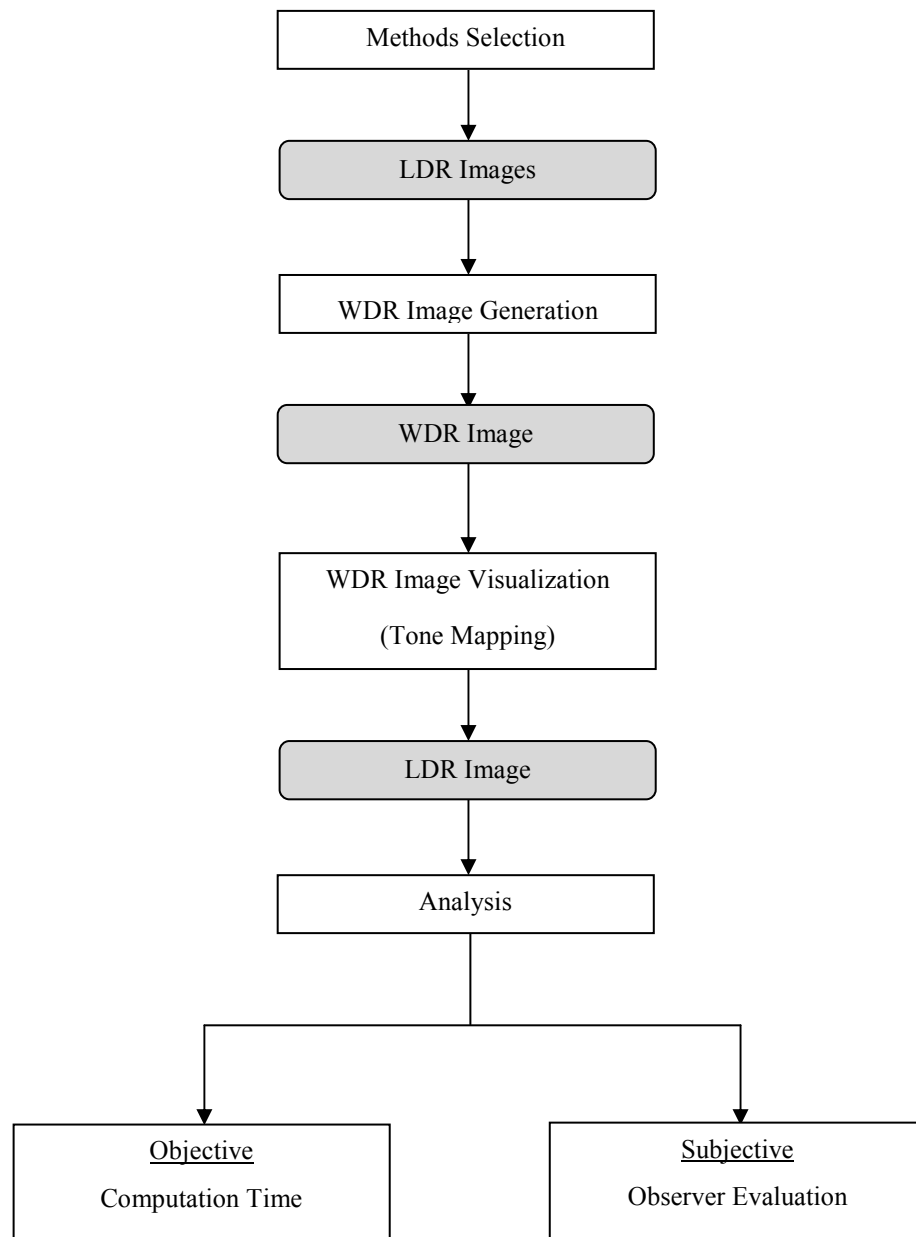 Methods Selection
LDR Images
WDR Image Generation
WDR Image
WDR Image Visualization
(Tone Mapping)
LDR Image
Analysis
Objective
Computation Time
Subjective
Observer Evaluation